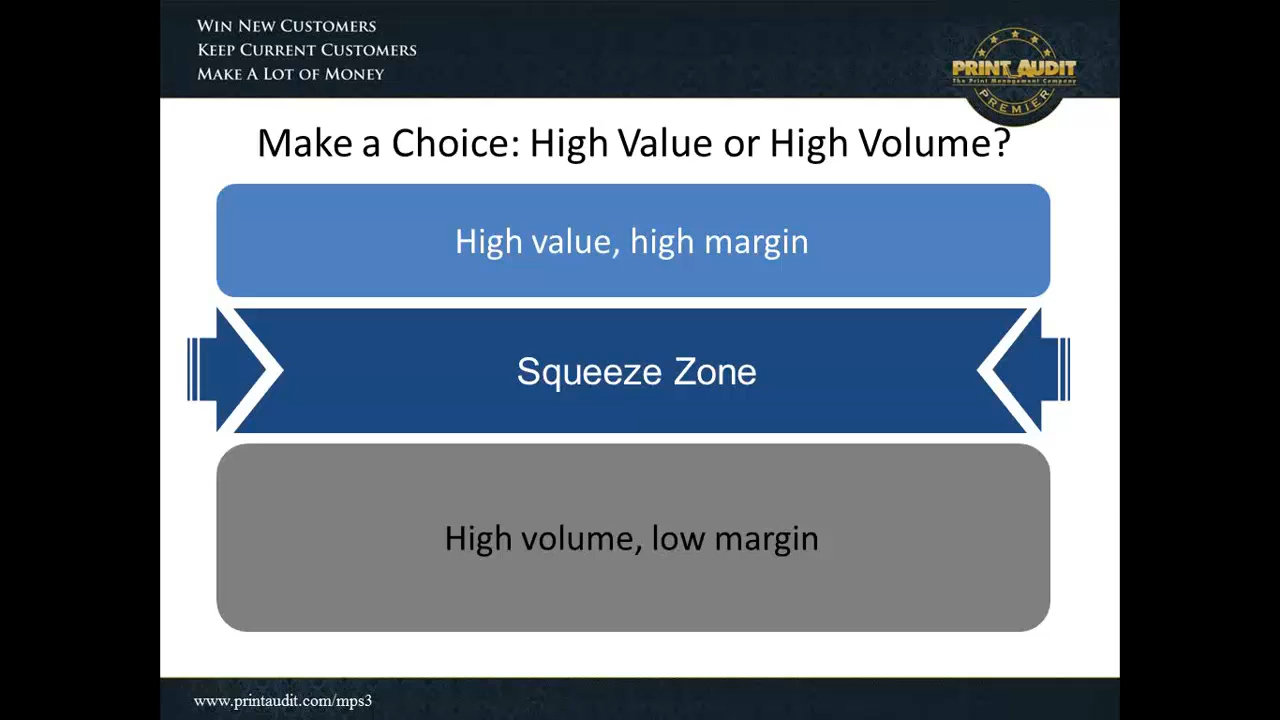 WIN NEW CUSTOMERS
KEEP CURRENT CUSTOMERS
MAKE A LOT OF MONEY
PRINT AUDIT
The Print Management Company
PREMIER
Make a Choice: High Value or High Volume?
High value, high margin
Squeeze Zone
High volume, low margin
www.printaudit.com/mps3